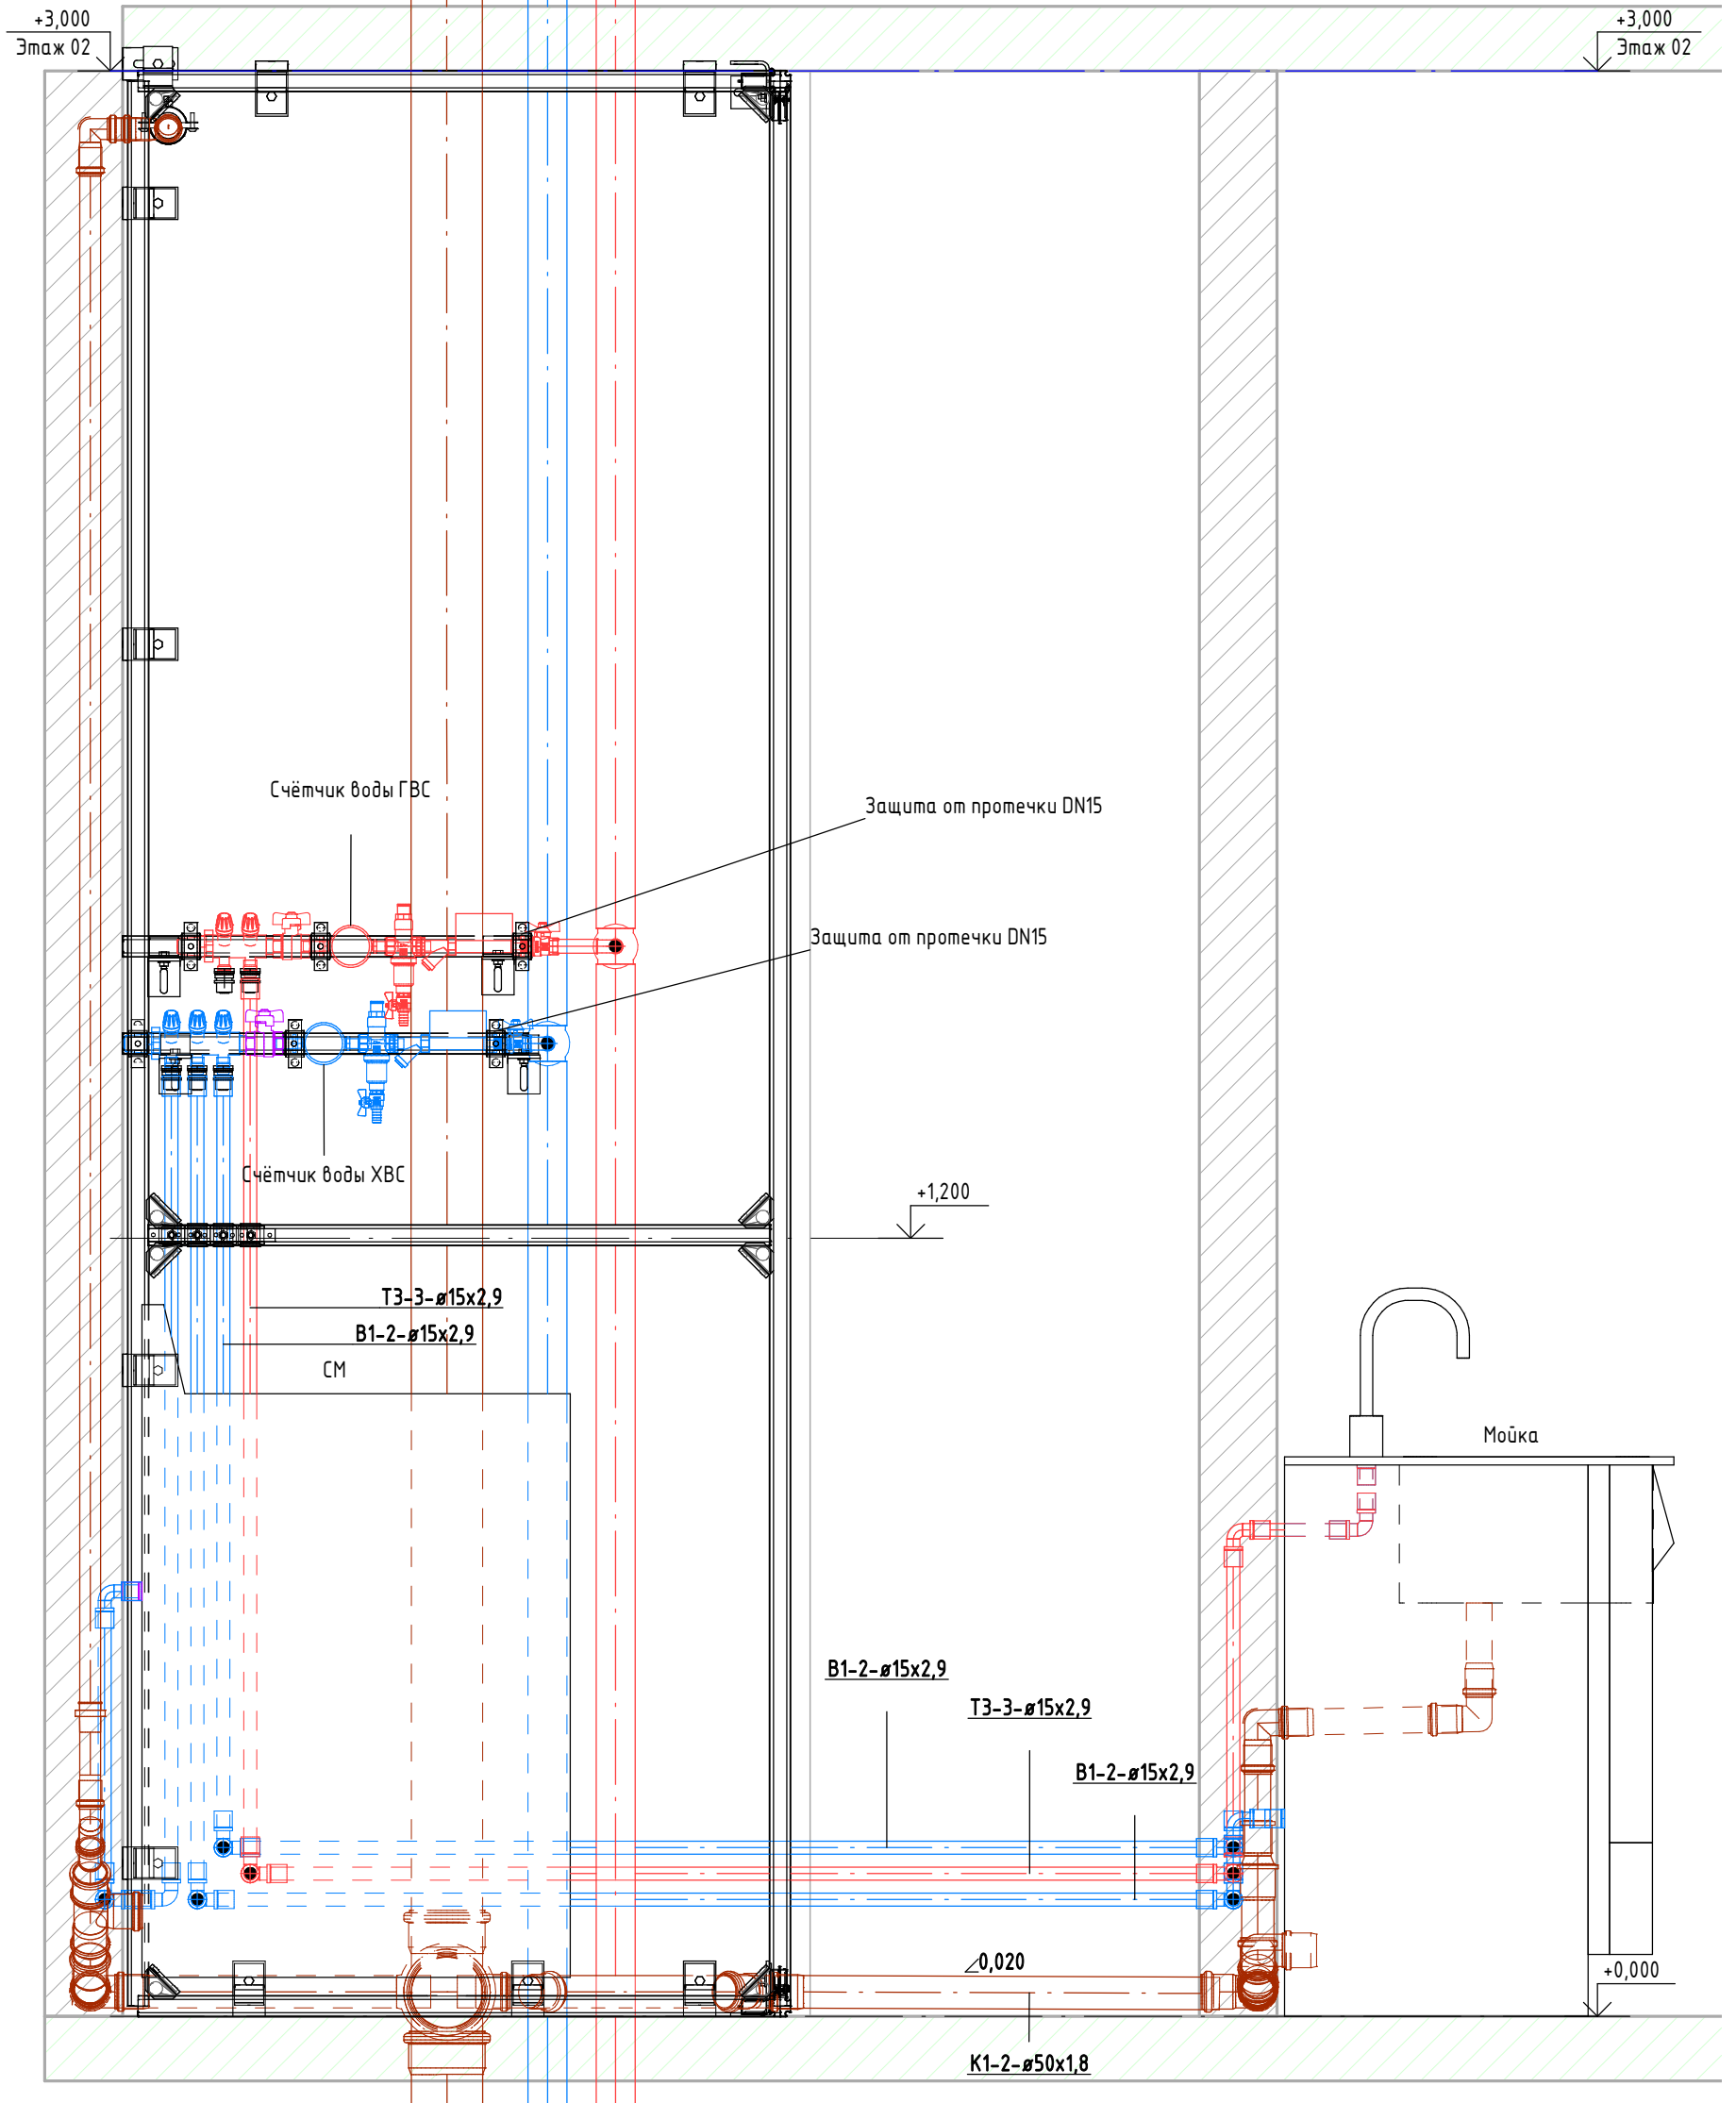 +3,000
Этаж 02
+3,000
Этаж 02
Счётчик воды ГВС
Защита от протечки DN15
Защита от протечки DN15
Счётчик воды ХВС
+1,200
Т3-3-ø15х2,9
В1-2-ø15х2,9
СМ
Мойка
В1-2-ø15х2,9
Т3-3-ø15х2,9
В1-2-ø15х2,9
∠0,020
+0,000
К1-2-ø50х1,8